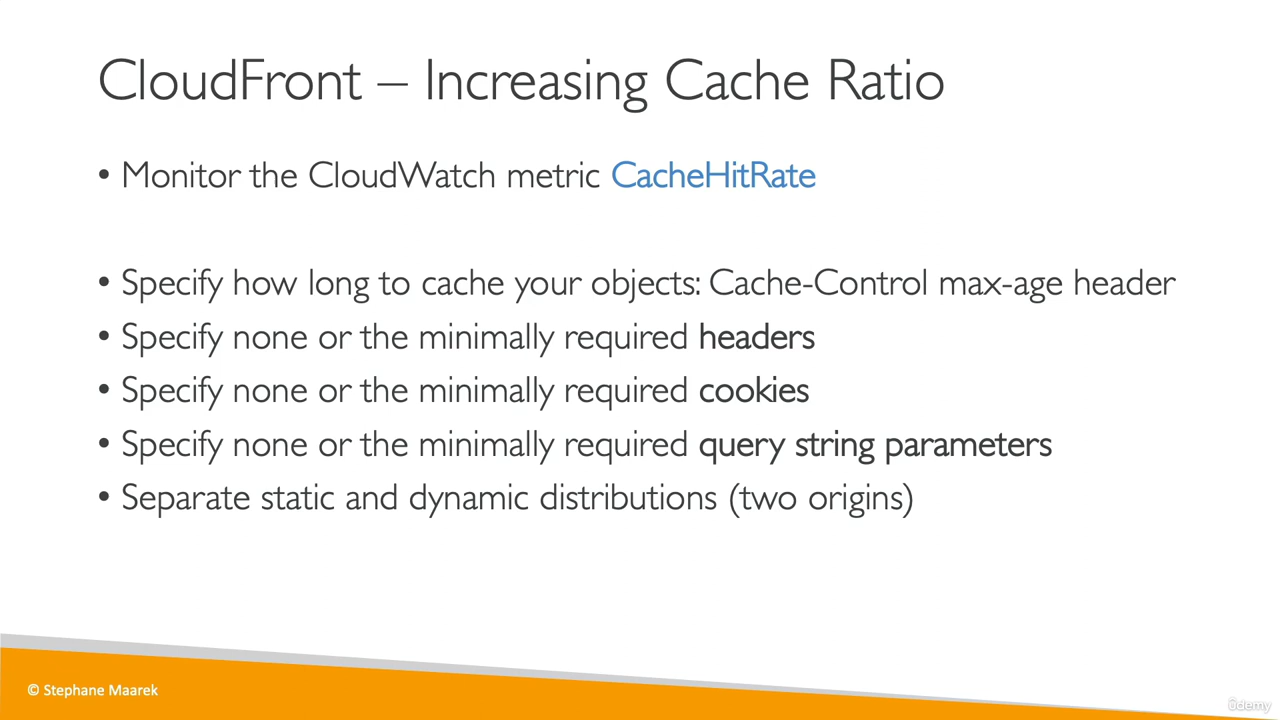 CloudFront – Increasing Cache Ratio
• Monitor the CloudWatch metric CacheHitRate
• Specify how long to cache your objects: Cache-Control max-age header
• Specify none or the minimally required headers
• Specify none or the minimally required cookies
• Specify none or the minimally required query string parameters
• Separate static and dynamic distributions (two origins)
© Stephane Maarek
ûdemy